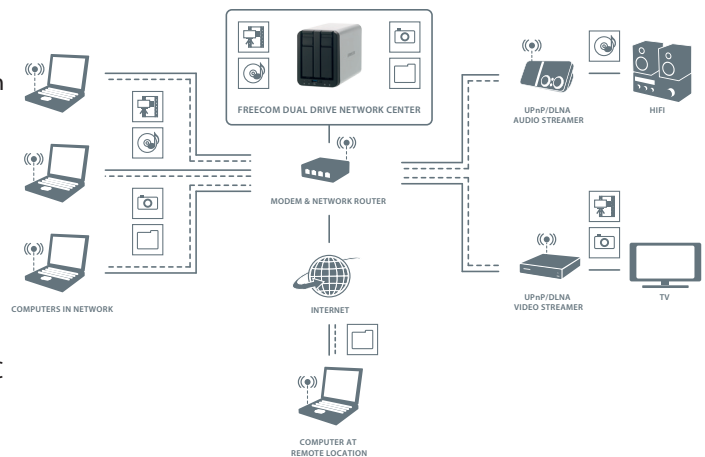 FREECOM DUAL DRIVE NETWORK CENTER
UPnP/DLNA
AUDIO STREAMER
HIFI
MODEM & NETWORK ROUTER
COMPUTERS IN NETWORK
INTERNET
UPnP/DLNA
VIDEO STREAMER
TV
COMPUTER AT
REMOTE LOCATION